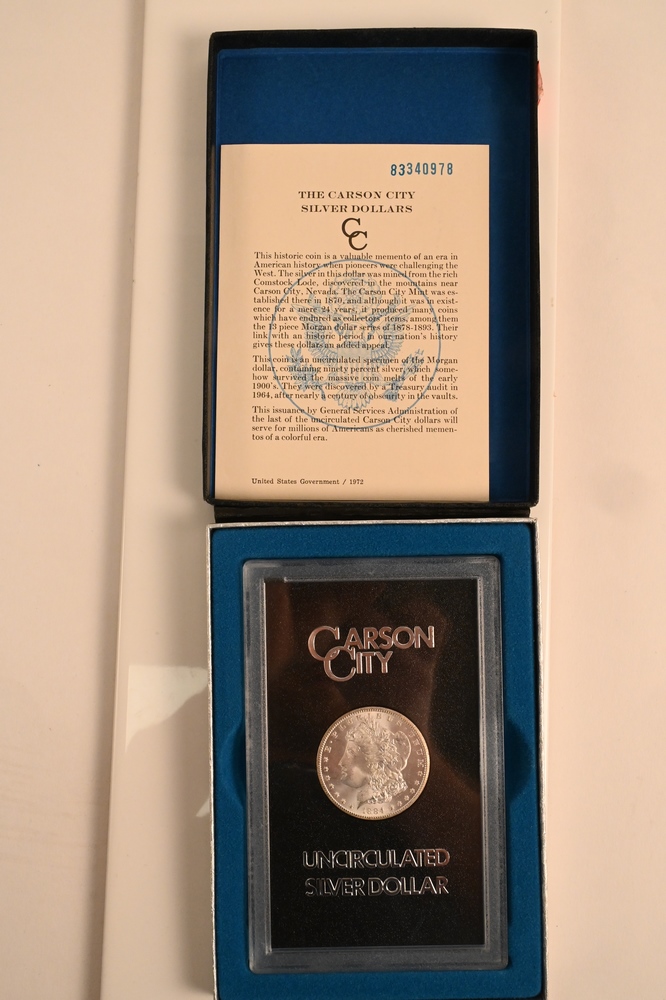 83340978
THE CARSON CITY
SILVER DOLLARS
CC
This historic coin is a valuable memento of an era in
American history when pioneers were challenging the
West. The silver in this dollar was mined from the rich
Comstock Lode, discovered in the mountains near
Carson City, Nevada. The Carson City Mint was es-
tablished there in 1870, and although it was in exist-
ence for a mere 24 years, it produced many coins
which have endured as collectors' items, among them
the 13 piece Morgan dollar series of 1878-1893. Their
link with an historic period in our nation's history
gives these dollars an added appeal.
This coin is an uncirculated specimen of the Morgan
dollar, containing ninety percent silver, which some-
how survived the massive coin melts of the early
1900's. They were discovered by a Treasury audit in
1964, after nearly a century of obscurity in the vaults.
This issuance by General Services Administration of
the last of the uncirculated Carson City dollars will
serve for millions of Americans as cherished memen-
tos of a colorful era.
United States Government / 1972
CARSON
CITY
1884
UNCIRCULATED
SILVER DOLLAR